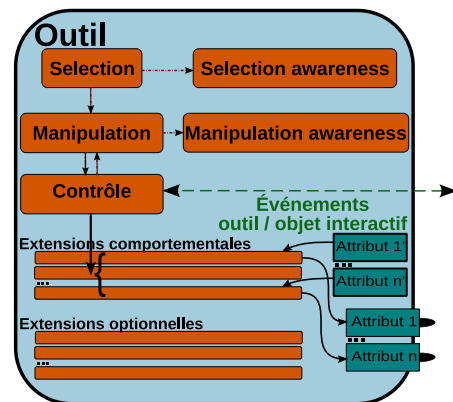 Outil
Selection
Selection awareness
Manipulation
Manipulation awareness
Contrôle
Événements
outil / objet interactif
Extensions comportementales
Attribut 1'
...
Attribut n'
...
Extensions optionnelles
Attribut 1
...
Attribut n
...